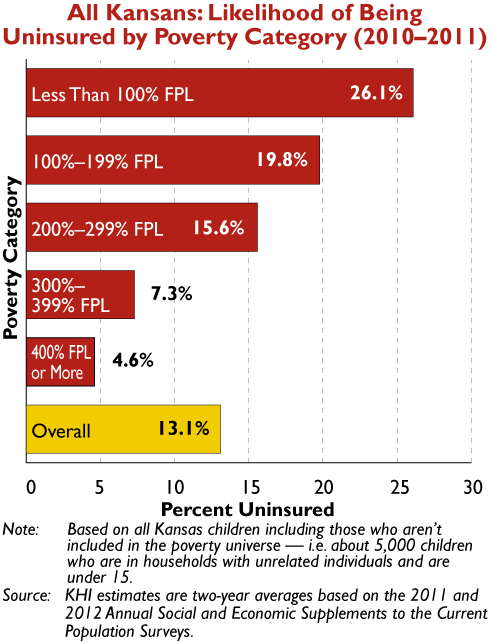 All Kansans: Likelihood of Being
Uninsured by Poverty Category (2010–2011)
Poverty Category
Less Than 100% FPL 26.1%
100%–199% FPL 19.8%
200%–299% FPL 15.6%
300%–
399% FPL 7.3%
400% FPL
or More 4.6%
Overall 13.1%
0 5 10 15 20 25 30
Percent Uninsured
Note: Based on all Kansas children including those who aren't
included in the poverty universe — i.e. about 5,000 children
who are in households with unrelated individuals and are
under 15.
Source: KHI estimates are two-year averages based on the 2011 and
2012 Annual Social and Economic Supplements to the Current
Population Surveys.